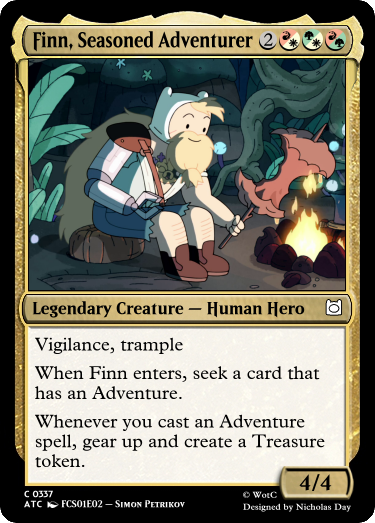 Finn, Seasoned Adventurer 2
Legendary Creature — Human Hero
Vigilance, trample
When Finn enters, seek a card that
has an Adventure.
Whenever you cast an Adventure
spell, gear up and create a Treasure
token.
4/4
C 0337
ATC FCS01E02 – Simon Petrikov
© WotC
Designed by Nicholas Day